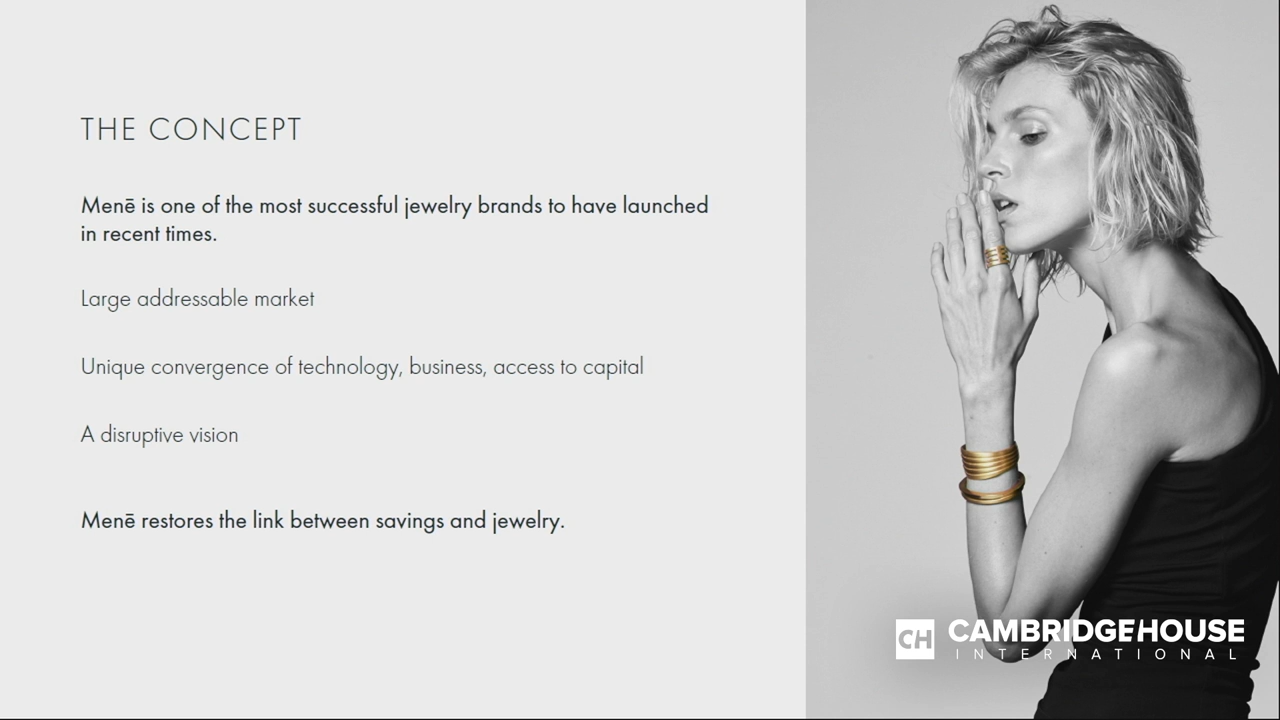 THE CONCEPT
Menē is one of the most successful jewelry brands to have launched
in recent times.
Large addressable market
Unique convergence of technology, business, access to capital
A disruptive vision
Menē restores the link between savings and jewelry.
CH CAMBRIDGEHOUSE
INTERNATIONAL